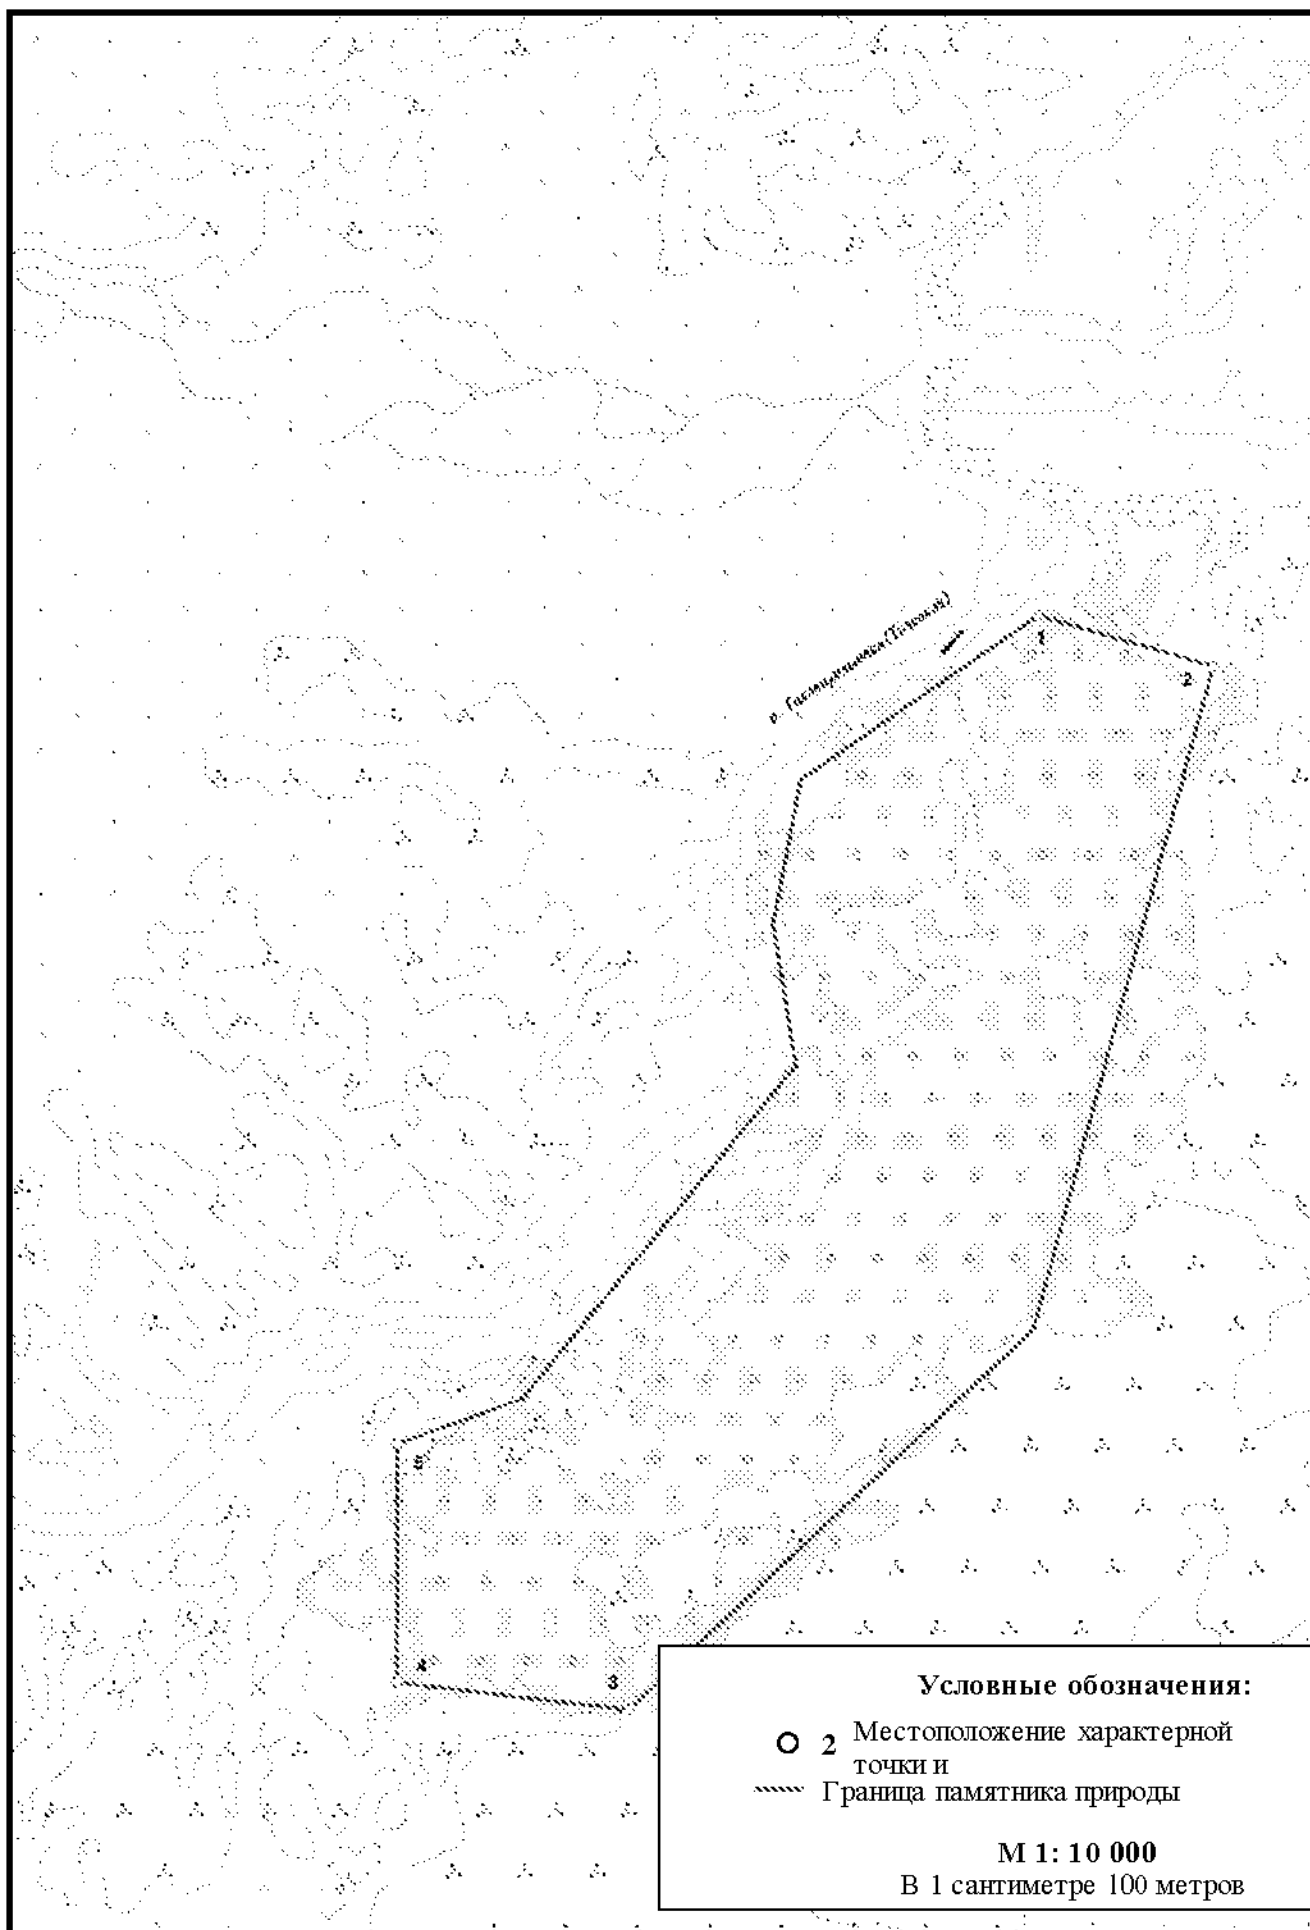 1
2
5
4
3
Условные обозначения:
2 Местоположение характерной
точки и
Граница памятника природы
М 1: 10 000
В 1 сантиметре 100 метров